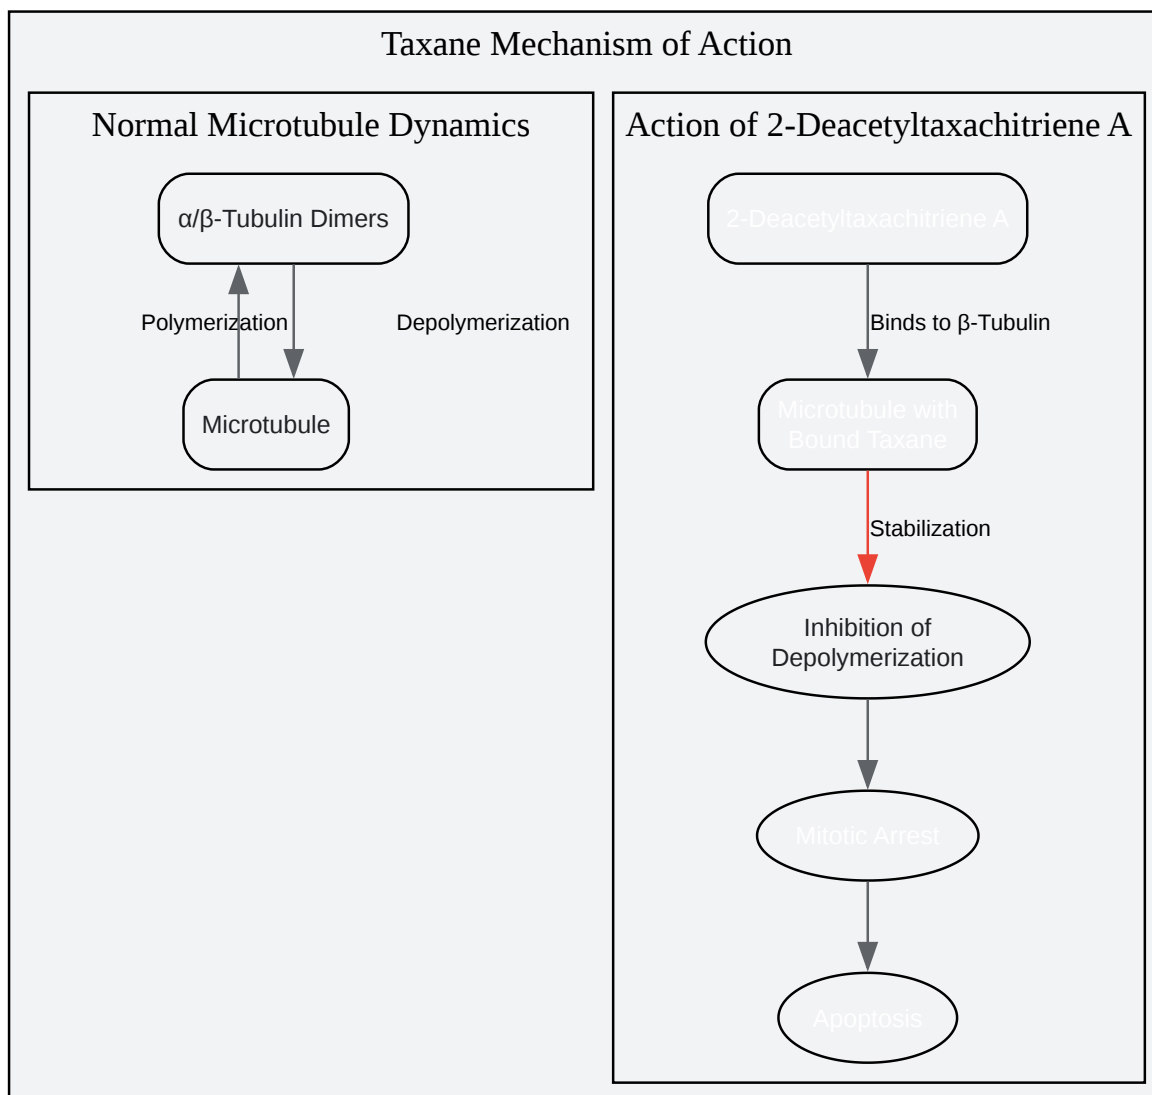 Taxane Mechanism of Action
Normal Microtubule Dynamics
α/β-Tubulin Dimers
Polymerization
Depolymerization
Microtubule
Action of 2-Deacetyltaxachitriene A
2-Deacetyltaxachitriene A
Binds to β-Tubulin
Microtubule with
Bound Taxane
Stabilization
Inhibition of
Depolymerization
Mitotic Arrest
Apoptosis